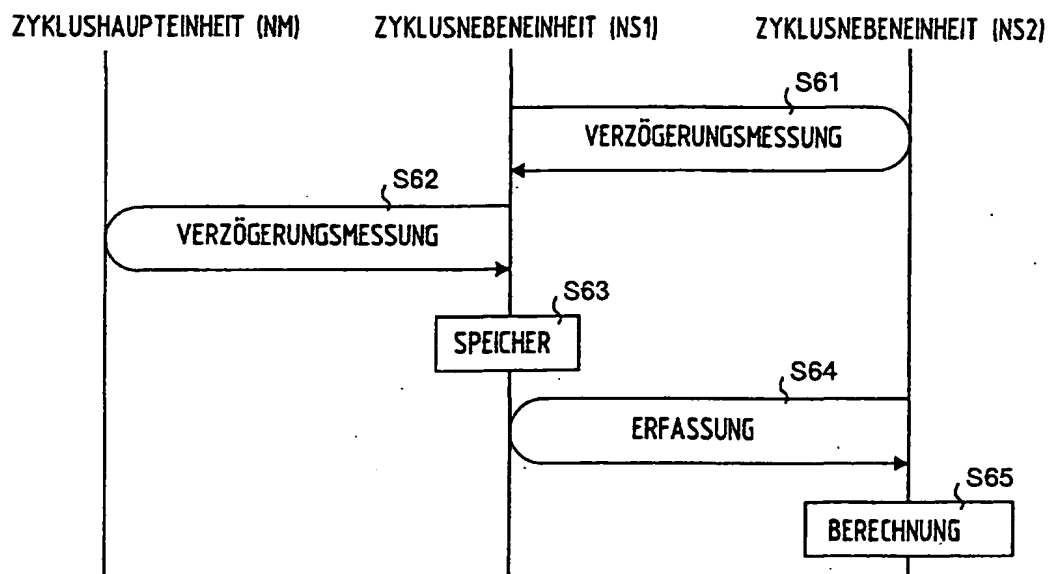 ZYKLUSHAUPTEINHEIT (NM) ZYKLUSNEBENEINHEIT (NS1) ZYKLUSNEBENEINHEIT (NS2)
S61
VERZÖGERUNGSMESSUNG
S62
VERZÖGERUNGSMESSUNG
S63
SPEICHER
S64
ERFASSUNG
S65
BERECHNUNG